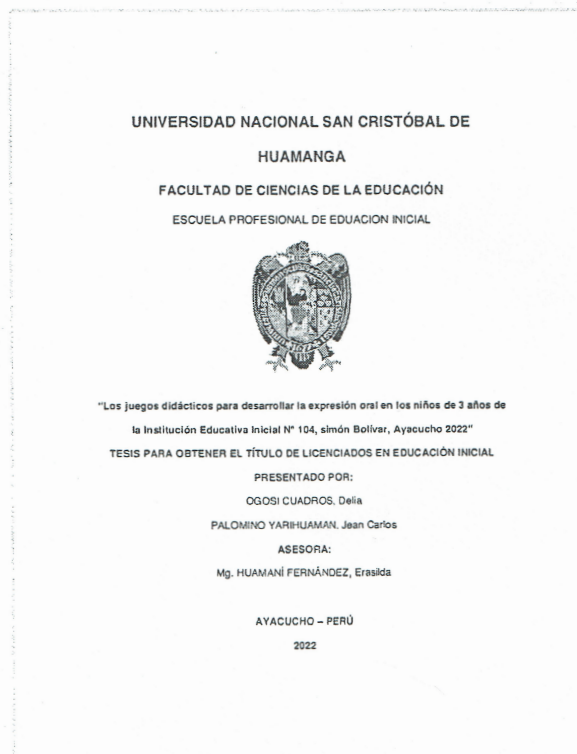 UNIVERSIDAD NACIONAL SAN CRISTÓBAL DE
HUAMANGA
FACULTAD DE CIENCIAS DE LA EDUCACIÓN
ESCUELA PROFESIONAL DE EDUACION INICIAL
"Los juegos didácticos para desarrollar la expresión oral en los niños de 3 años de
la Institución Educativa Inicial N° 104, simón Bolívar, Ayacucho 2022"
TESIS PARA OBTENER EL TÍTULO DE LICENCIADOS EN EDUCACIÓN INICIAL
PRESENTADO POR:
OGOSI CUADROS, Delia
PALOMINO YARIHUAMAN, Jean Carlos
ASESORA:
Mg. HUAMANÍ FERNÁNDEZ, Erasilda
AYACUCHO – PERÚ
2022